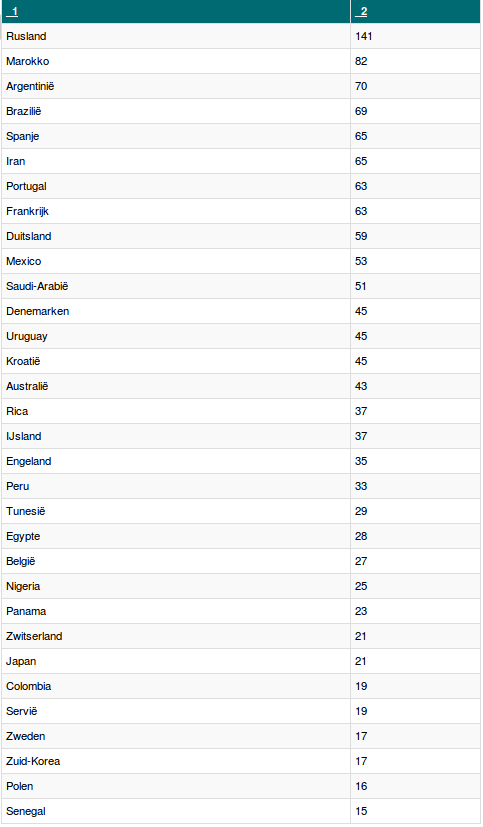 _1 _2
Rusland 141
Marokko 82
Argentinië 70
Brazilië 69
Spanje 65
Iran 65
Portugal 63
Frankrijk 63
Duitsland 59
Mexico 53
Saudi-Arabië 51
Denemarken 45
Uruguay 45
Kroatië 45
Australië 43
Rica 37
IJsland 37
Engeland 35
Peru 33
Tunesië 29
Egypte 28
België 27
Nigeria 25
Panama 23
Zwitserland 21
Japan 21
Colombia 19
Servië 19
Zweden 17
Zuid-Korea 17
Polen 16
Senegal 15